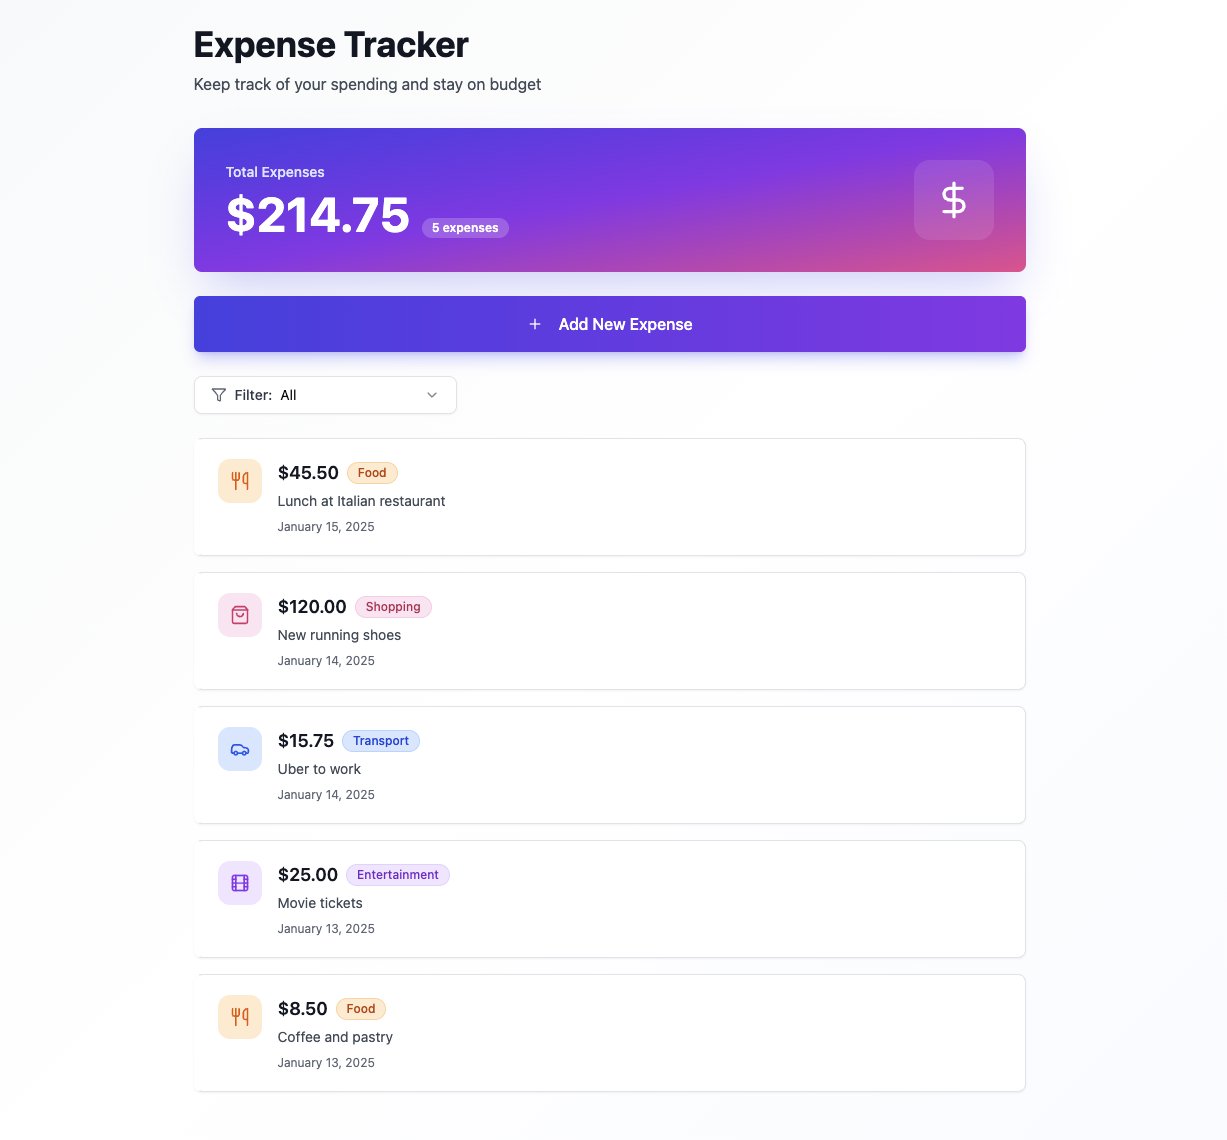 Expense Tracker
Keep track of your spending and stay on budget
Total Expenses
$214.75 5 expenses
$
+ Add New Expense
Filter: All
$45.50 Food
Lunch at Italian restaurant
January 15, 2025
$120.00 Shopping
New running shoes
January 14, 2025
$15.75 Transport
Uber to work
January 14, 2025
$25.00 Entertainment
Movie tickets
January 13, 2025
$8.50 Food
Coffee and pastry
January 13, 2025